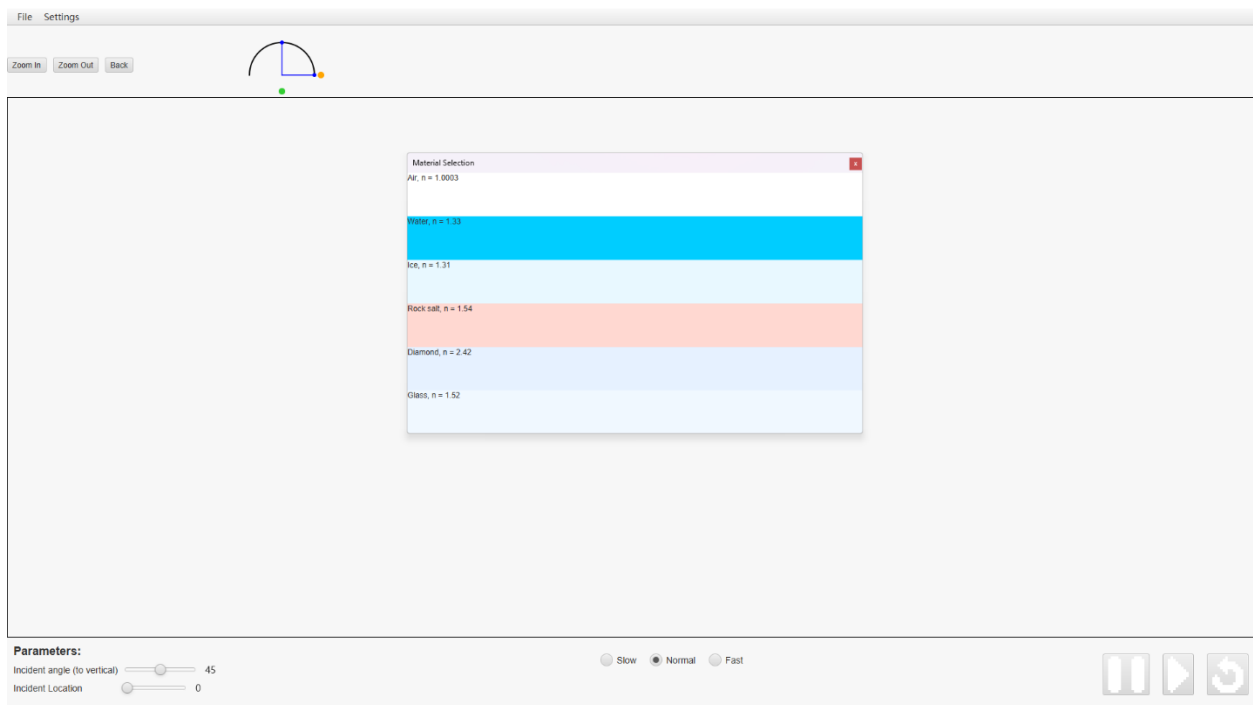 File Settings
Zoom In Zoom Out Back
Material Selection x
Air, n = 1.0003
Water, n = 1.33
Ice, n = 1.31
Rock salt, n = 1.54
Diamond, n = 2.42
Glass, n = 1.52
Parameters:
Incident angle (to vertical) 45
Incident Location 0
Slow Normal Fast